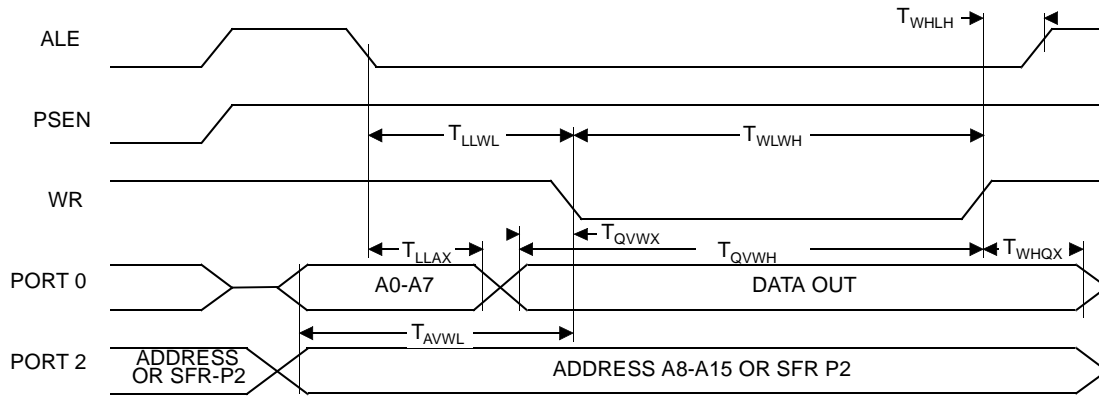 T_WHLH
ALE
PSEN
T_LLWL
T_WLWH
WR
T_LLAX
T_QVWX
T_QVWH
T_WHQX
PORT 0
A0-A7
DATA OUT
T_AVWL
PORT 2
ADDRESS
OR SFR-P2
ADDRESS A8-A15 OR SFR P2